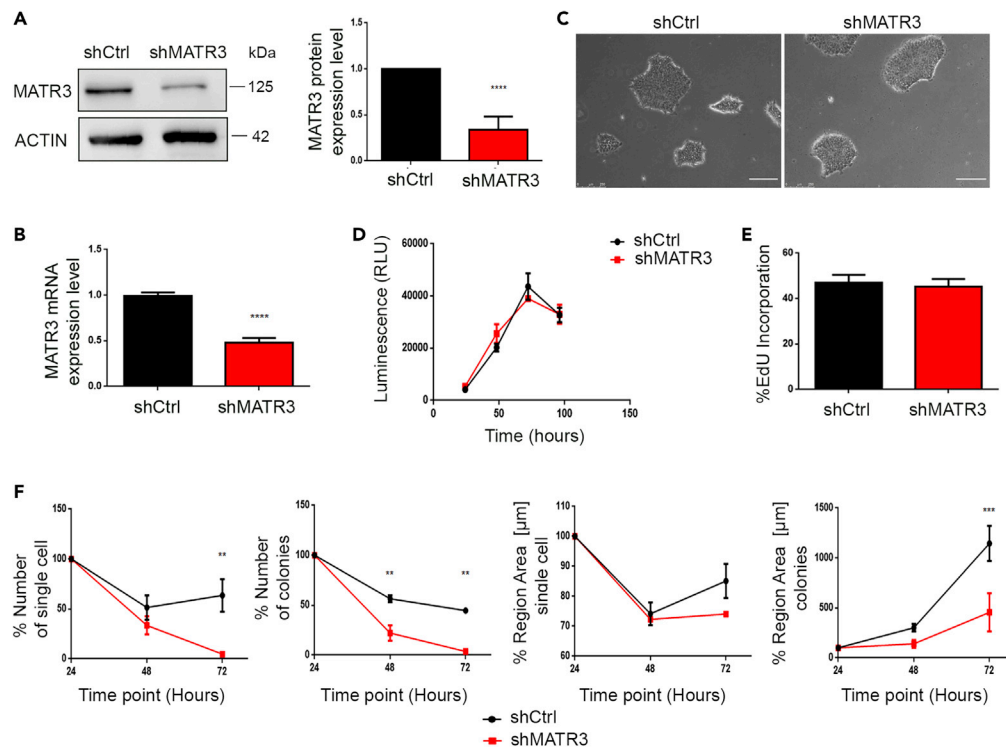 A
shCtrl shMATR3 kDa
MATR3
125
ACTIN
42
MATR3 protein
expression level
1.0
0.5
0.0
****
shCtrl
shMATR3
B
MATR3 mRNA
expression level
1.5
1.0
0.5
0.0
****
shCtrl
shMATR3
C
shCtrl shMATR3
D
Luminescence (RLU)
60000
40000
20000
0
0 50 100 150
Time (hours)
shCtrl
shMATR3
E
%EdU Incorporation
60
40
20
0
shCtrl
shMATR3
F
% Number
of single cell
150
100
50
0
**
24 48 72
Time point (Hours)
% Number
of colonies
150
100
50
0
** **
24 48 72
Time point (Hours)
% Region Area [µm]
sindle cell
110
100
90
80
70
60
24 48 72
Time point (Hours)
% Region Area [µm]
colonies
1500
1000
500
0
***
24 48 72
Time point (Hours)
shCtrl
shMATR3